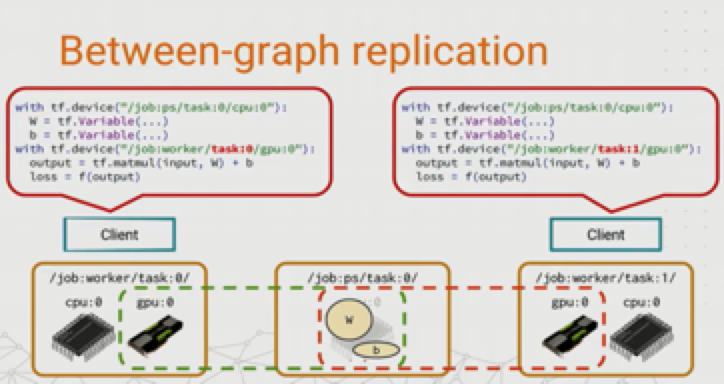 Between-graph replication
with tf.device("/job:ps/task:0/cpu:0"):
W = tf.Variable(...)
b = tf.Variable(...)
with tf.device("/job:worker/task:0/gpu:0"):
output = tf.matmul(input, W) + b
loss = f(output)
with tf.device("/job:ps/task:0/cpu:0"):
W = tf.Variable(...)
b = tf.Variable(...)
with tf.device("/job:worker/task:1/gpu:0"):
output = tf.matmul(input, W) + b
loss = f(output)
Client
Client
/job:worker/task:0/
cpu:0 gpu:0
/job:ps/task:0/
W
b
/job:worker/task:1/
gpu:0 cpu:0